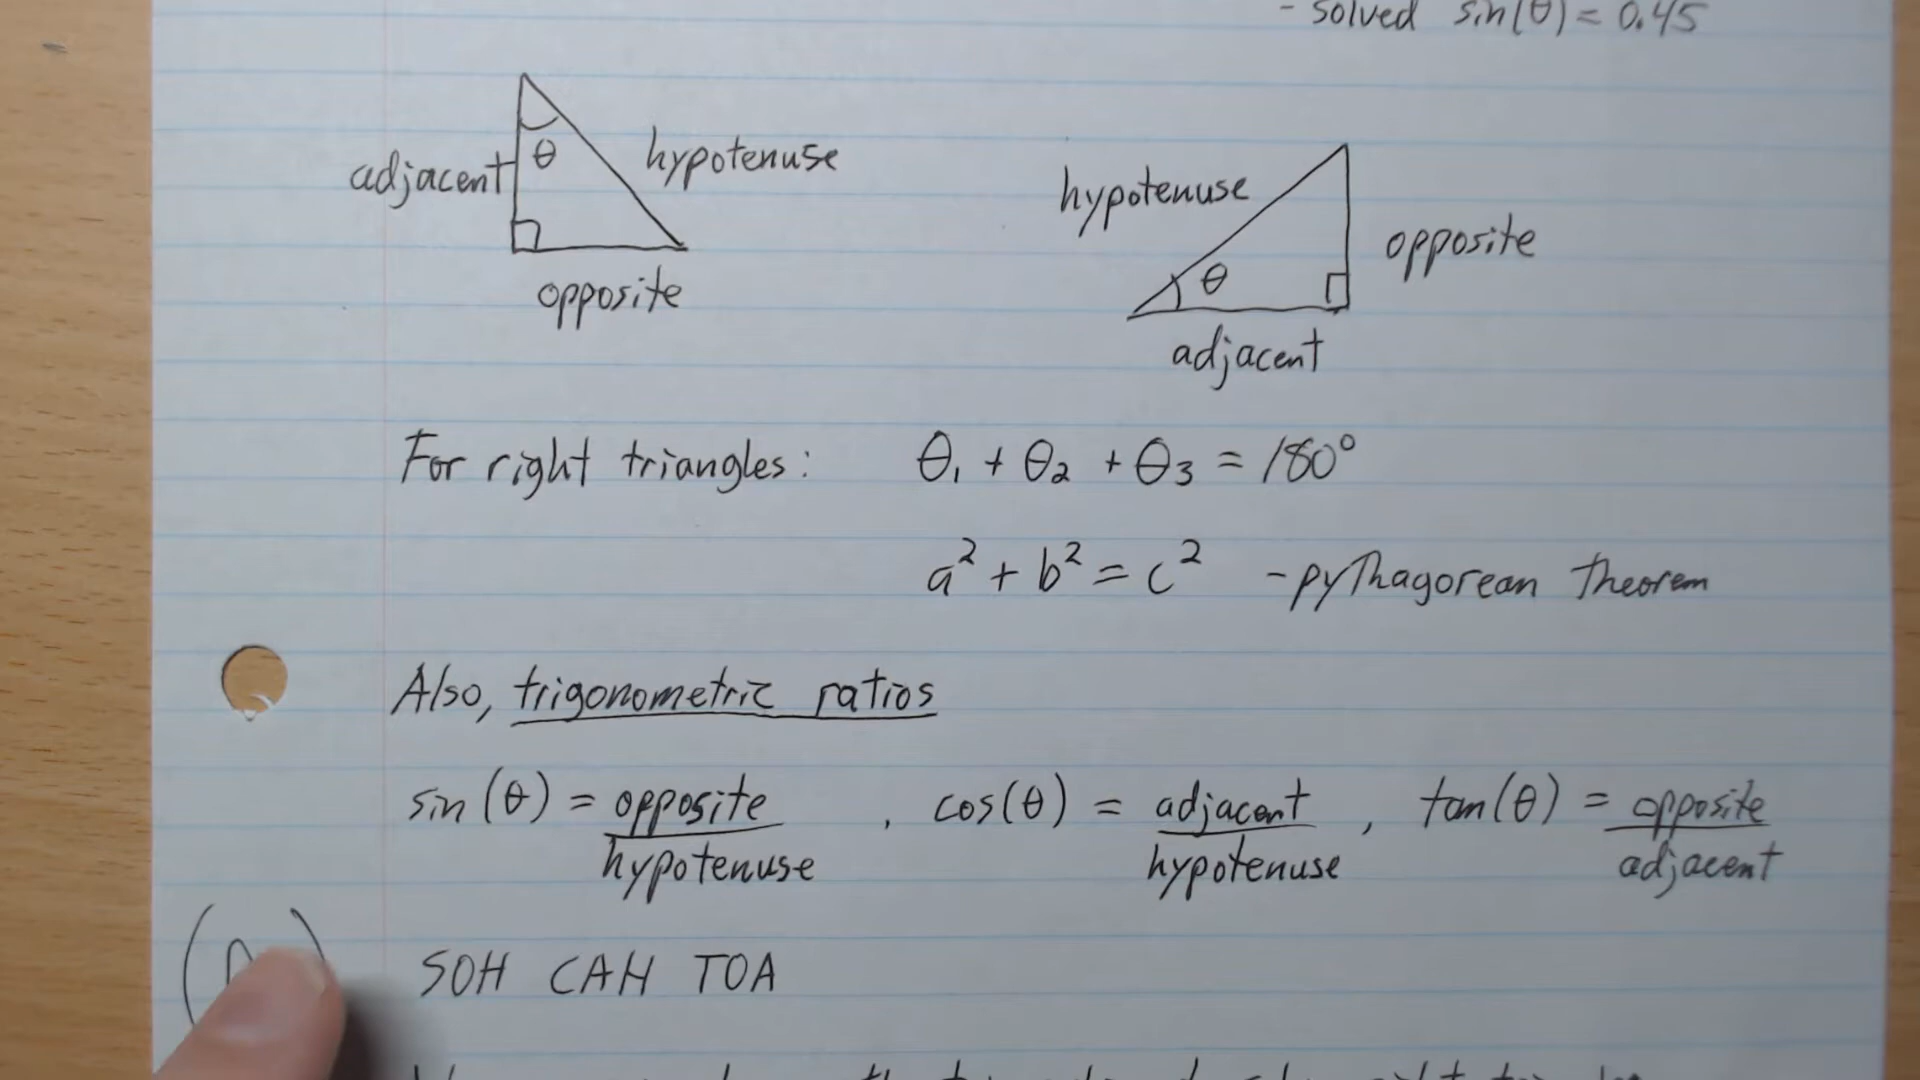 - solved sin(θ) = 0.45
adjacent θ hypotenuse
opposite
hypotenuse θ opposite
adjacent
For right triangles: θ₁ + θ₂ + θ₃ = 180°
a² + b² = c² - pythagorean theorem
Also, trigonometric ratios
sin(θ) = opposite/hypotenuse , cos(θ) = adjacent/hypotenuse , tan(θ) = opposite/adjacent
SOH CAH TOA